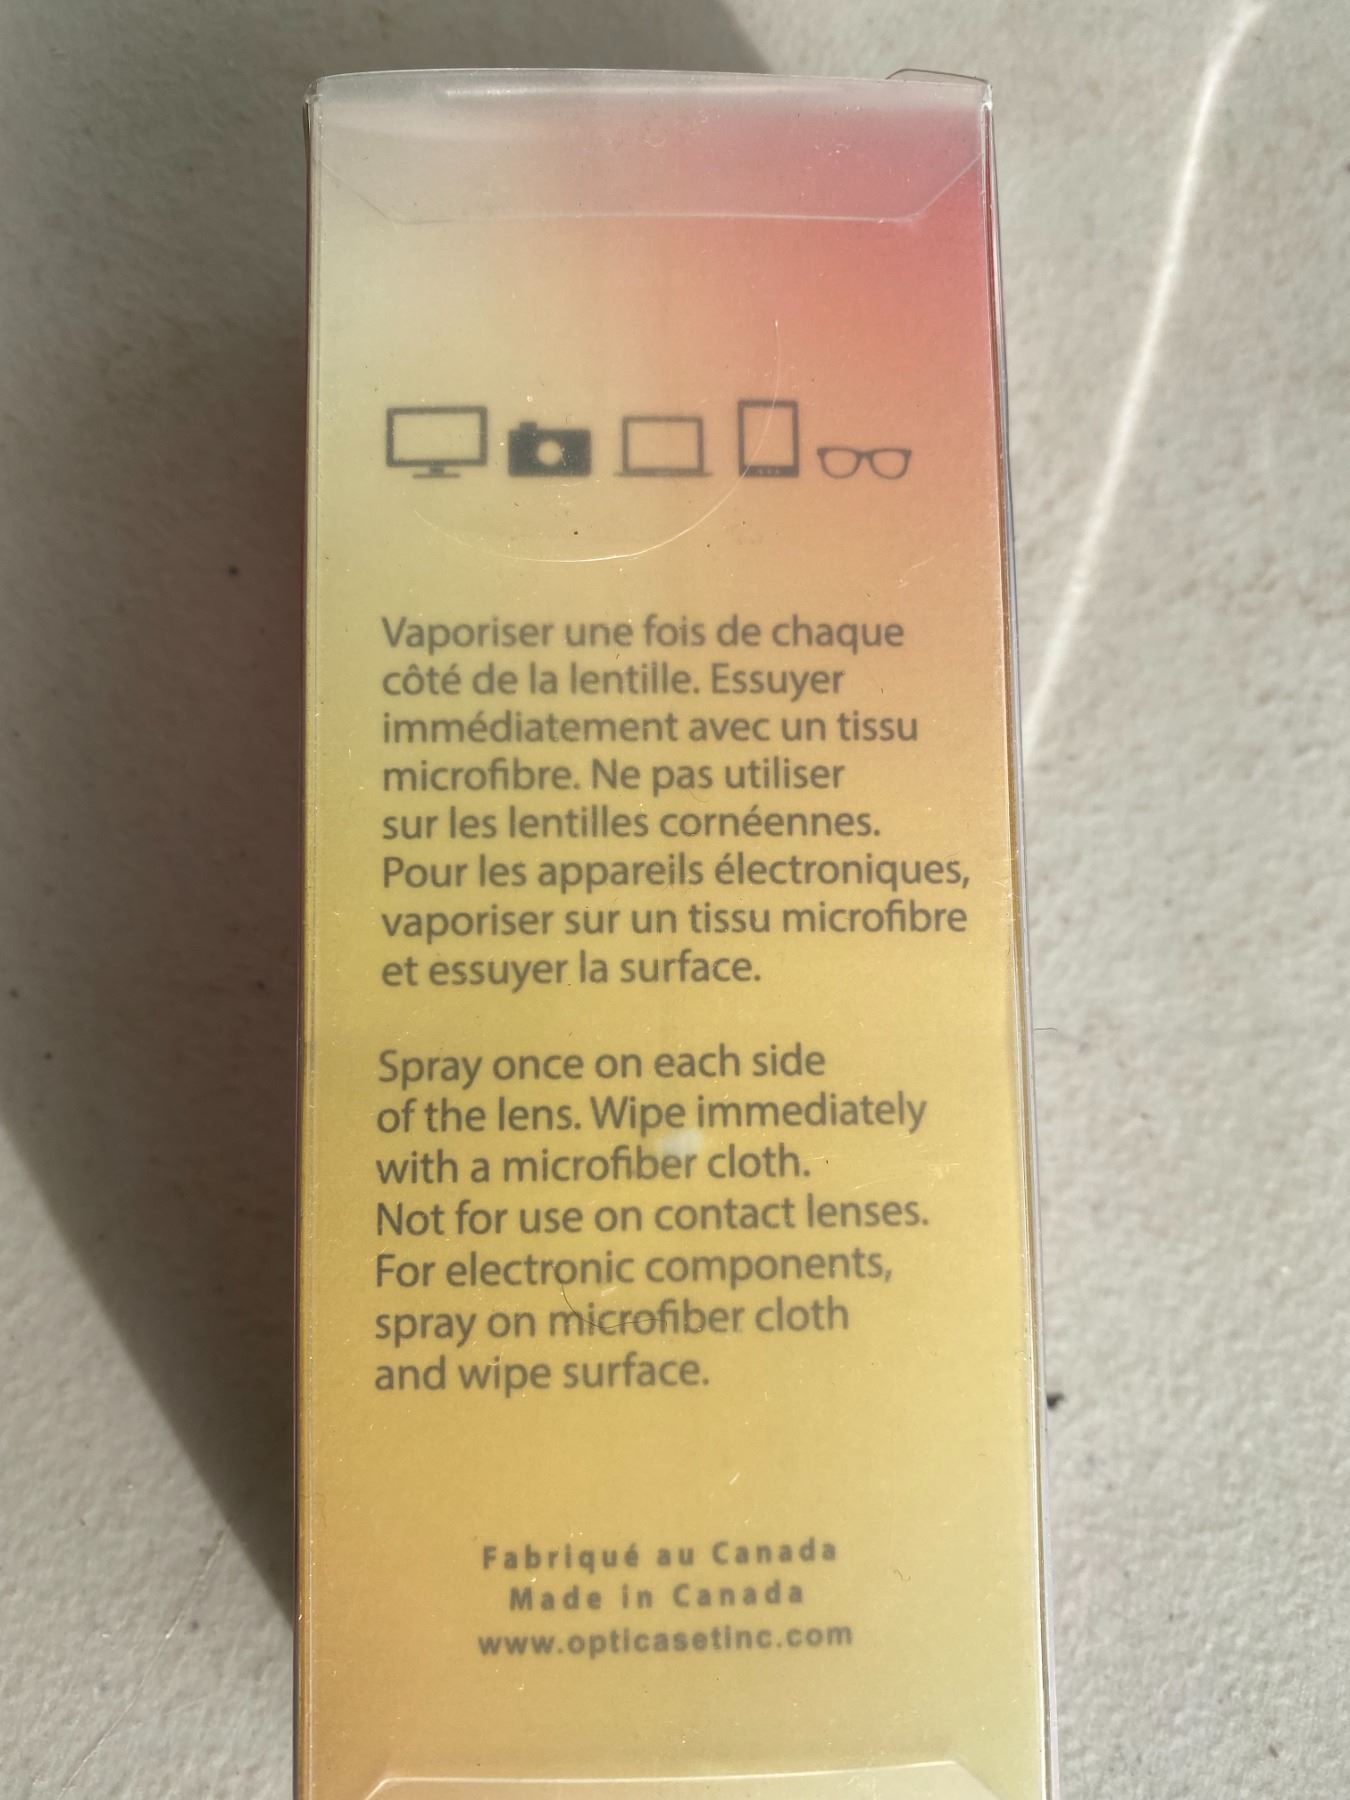 Vaporiser une fois de chaque
côté de la lentille. Essuyer
immédiatement avec un tissu
microfibre. Ne pas utiliser
sur les lentilles cornéennes.
Pour les appareils électroniques,
vaporiser sur un tissu microfibre
et essuyer la surface.
Spray once on each side
of the lens. Wipe immediately
with a microfiber cloth.
Not for use on contact lenses.
For electronic components,
spray on microfiber cloth
and wipe surface.
Fabriqué au Canada
Made in Canada
www.opticasetinc.com